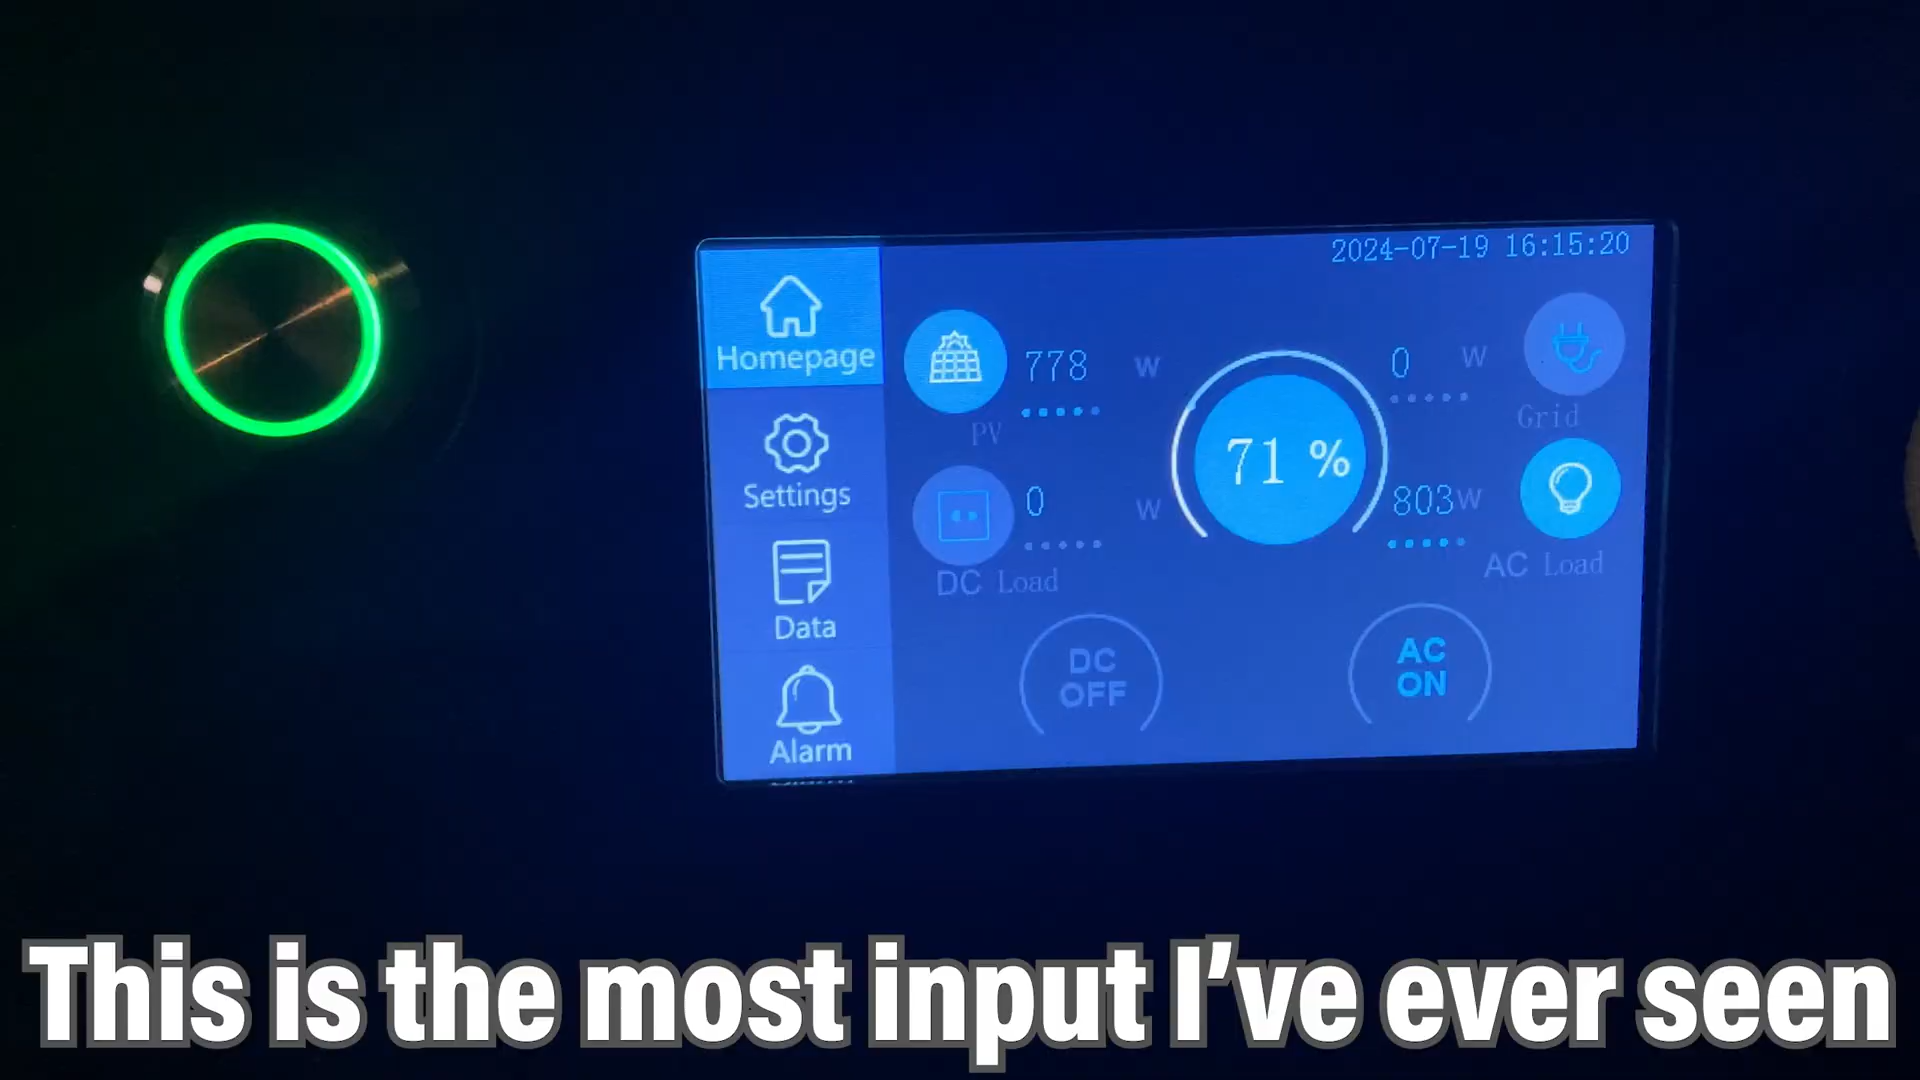 2024-07-19 16:15:20
Homepage
Settings
Data
Alarm
778 W
PV
0 W
DC Load
71 %
0 W
Grid
803W
AC Load
DC
OFF
AC
ON
This is the most input I've ever seen